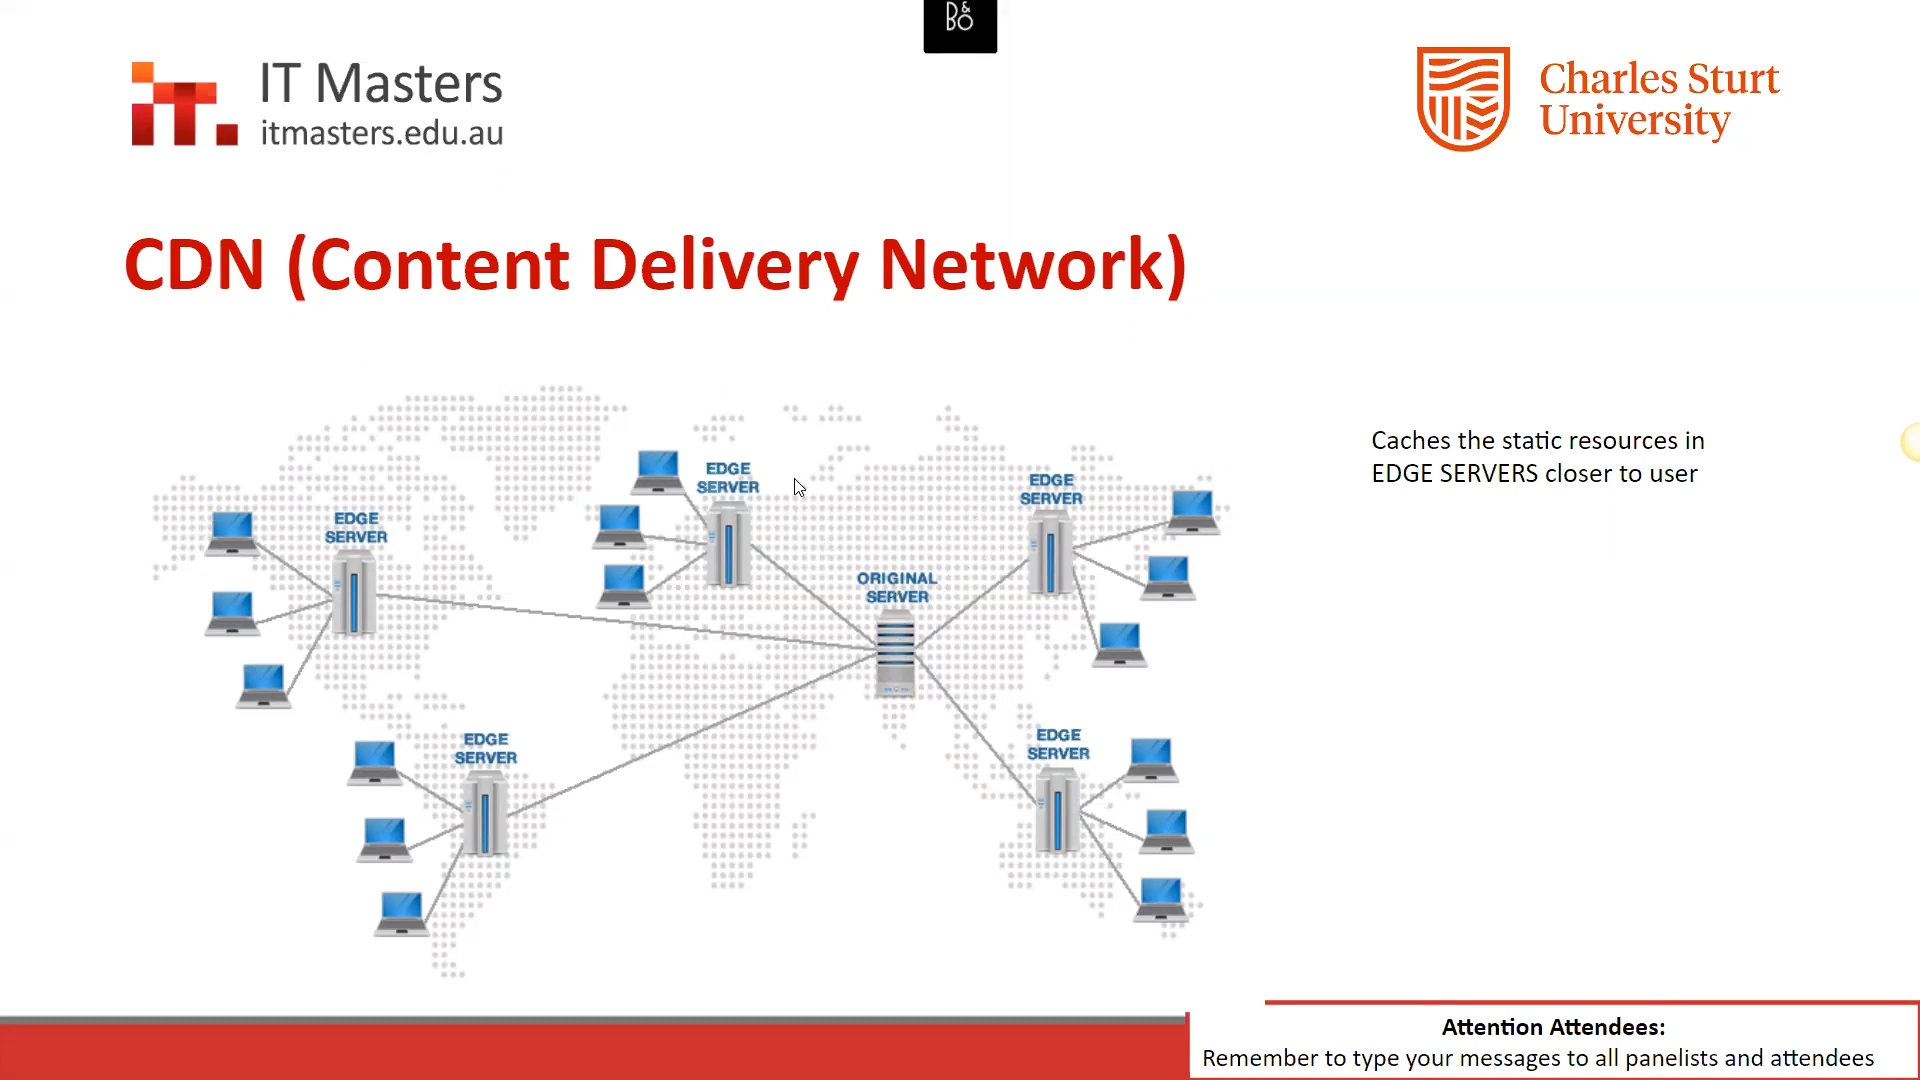 B&O
IT Masters
itmasters.edu.au
Charles Sturt
University
CDN (Content Delivery Network)
Caches the static resources in
EDGE SERVERS closer to user
EDGE
SERVER
EDGE
SERVER
EDGE
SERVER
ORIGINAL
SERVER
EDGE
SERVER
EDGE
SERVER
Attention Attendees:
Remember to type your messages to all panelists and attendees